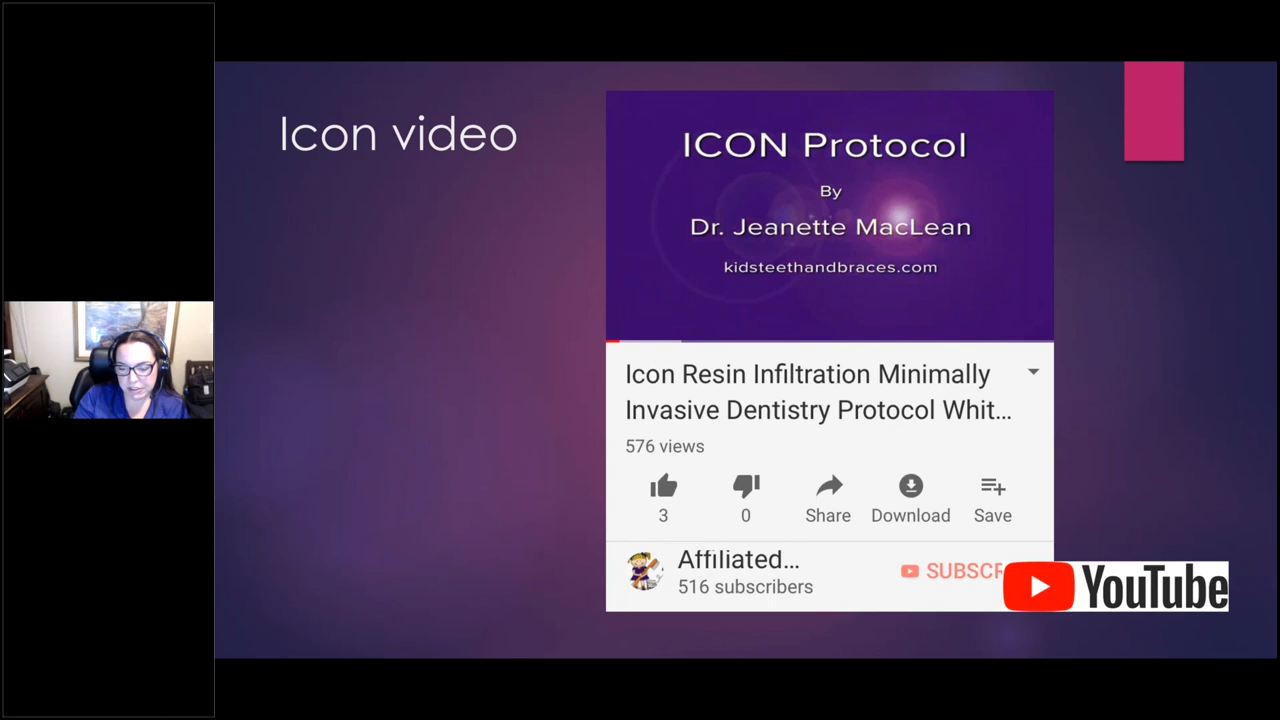 Icon video
ICON Protocol
By
Dr. Jeanette MacLean
kidsteethandbraces.com
Icon Resin Infiltration Minimally
Invasive Dentistry Protocol Whit...
576 views
3
0
Share
Download
Save
Affiliated...
516 subscribers
SUBSCR
YouTube